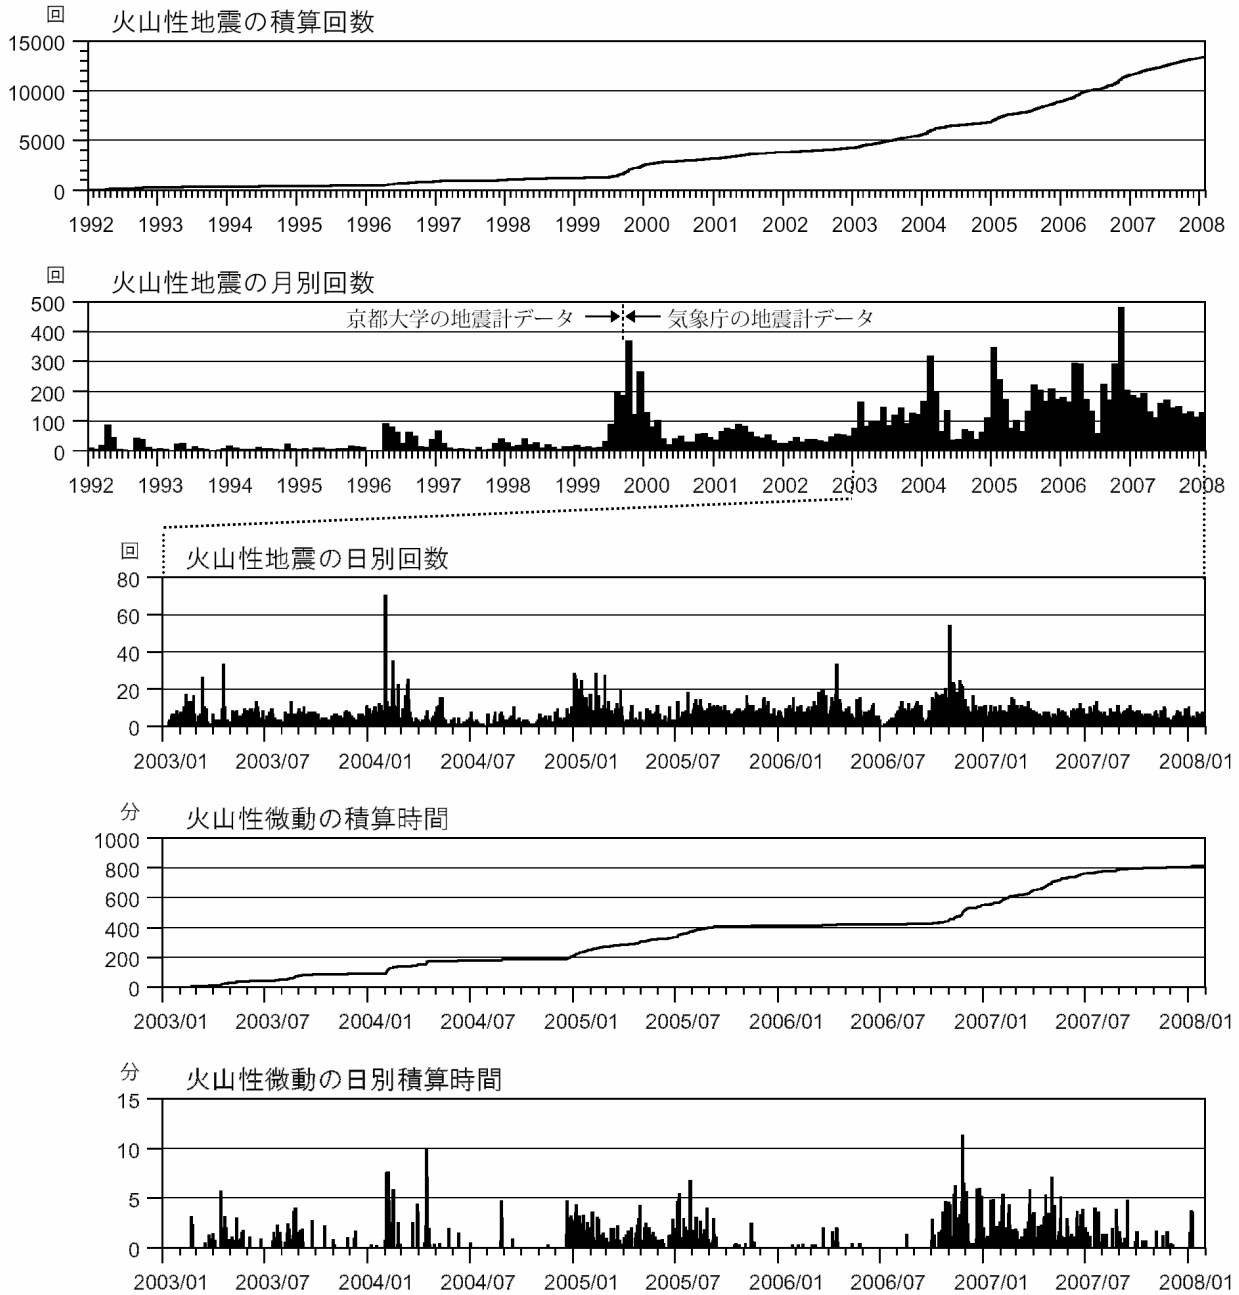 回
火山性地震の積算回数
15000
10000
5000
0
1992 1993 1994 1995 1996 1997 1998 1999 2000 2001 2002 2003 2004 2005 2006 2007 2008
回
火山性地震の月別回数
500
京都大学の地震計データ 気象庁の地震計データ
400
300
200
100
0
1992 1993 1994 1995 1996 1997 1998 1999 2000 2001 2002 2003 2004 2005 2006 2007 2008
回
火山性地震の日別回数
80
60
40
20
0
2003/01 2003/07 2004/01 2004/07 2005/01 2005/07 2006/01 2006/07 2007/01 2007/07 2008/01
分
火山性微動の積算時間
1000
800
600
400
200
0
2003/01 2003/07 2004/01 2004/07 2005/01 2005/07 2006/01 2006/07 2007/01 2007/07 2008/01
分
火山性微動の日別積算時間
15
10
5
0
2003/01 2003/07 2004/01 2004/07 2005/01 2005/07 2006/01 2006/07 2007/01 2007/07 2008/01